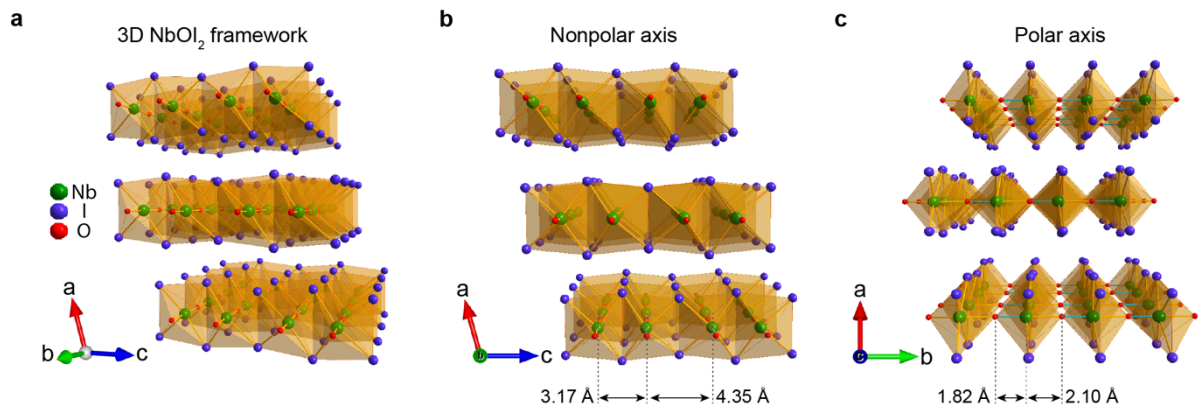 a
3D NbOI₂ framework
Nb
I
O
a
b
c
b
Nonpolar axis
a
b
c
3.17 Å
4.35 Å
c
Polar axis
a
c
b
1.82 Å
2.10 Å